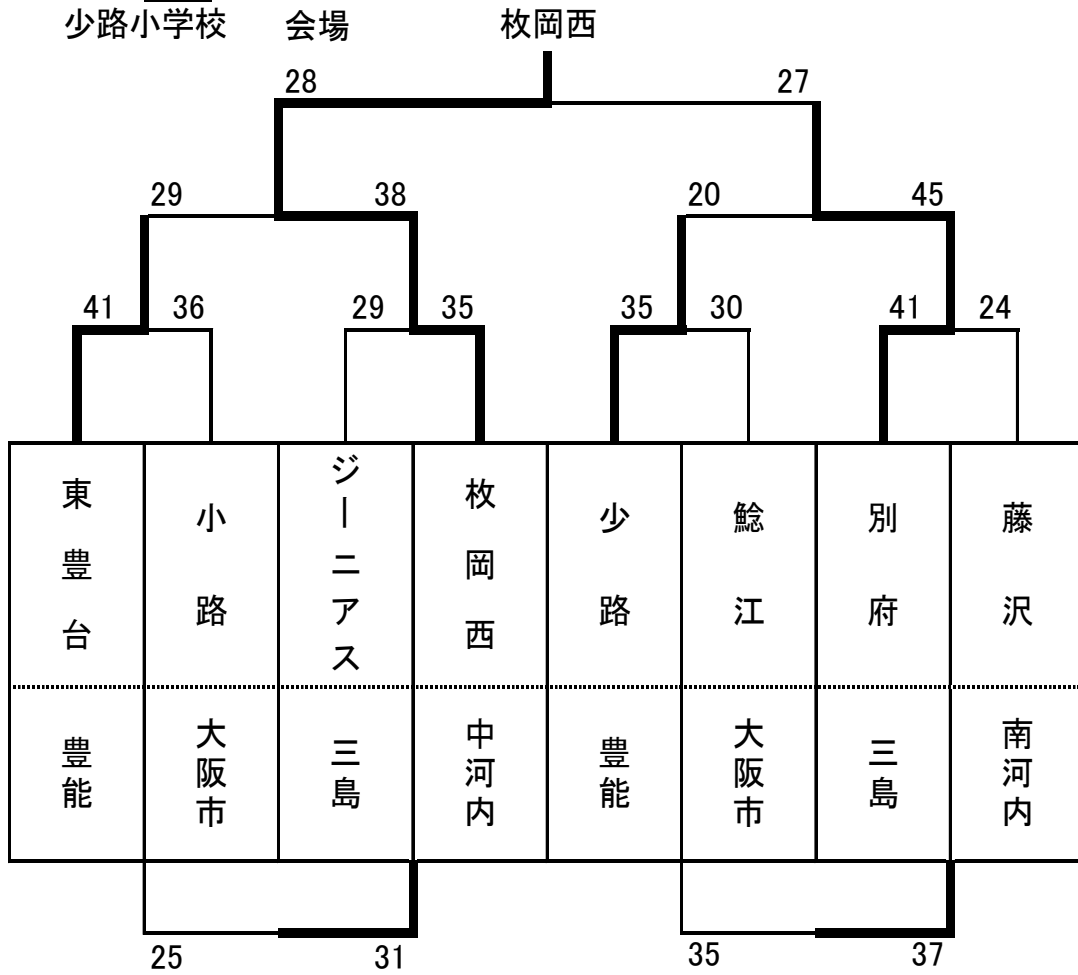 少路小学校 会場 枚岡西
28 27
29 38 20 45
41 36 29 35 35 30 41 24
東豊台 小路 ジーニアス 枚岡西 少路 鯰江 別府 藤沢
豊能 大阪市 三島 中河内 豊能 大阪市 三島 南河内
25 31 35 37